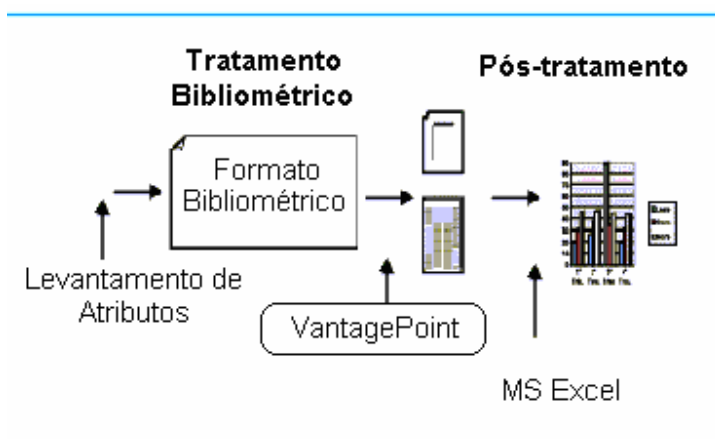 Tratamento
Bibliométrico
Pós-tratamento
Formato
Bibliométrico
Levantamento de
Atributos
VantagePoint
MS Excel